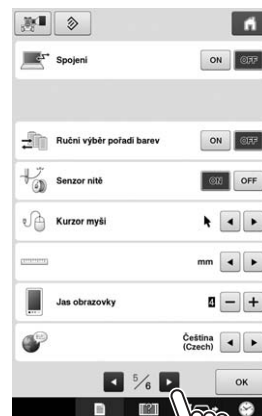 Spojení
ON OFF
Ruční výběr pořadí barev
ON OFF
Senzor nitě
ON OFF
Kurzor myši
mm
Jas obrazovky
4
Čeština
(Czech)
5/6
OK